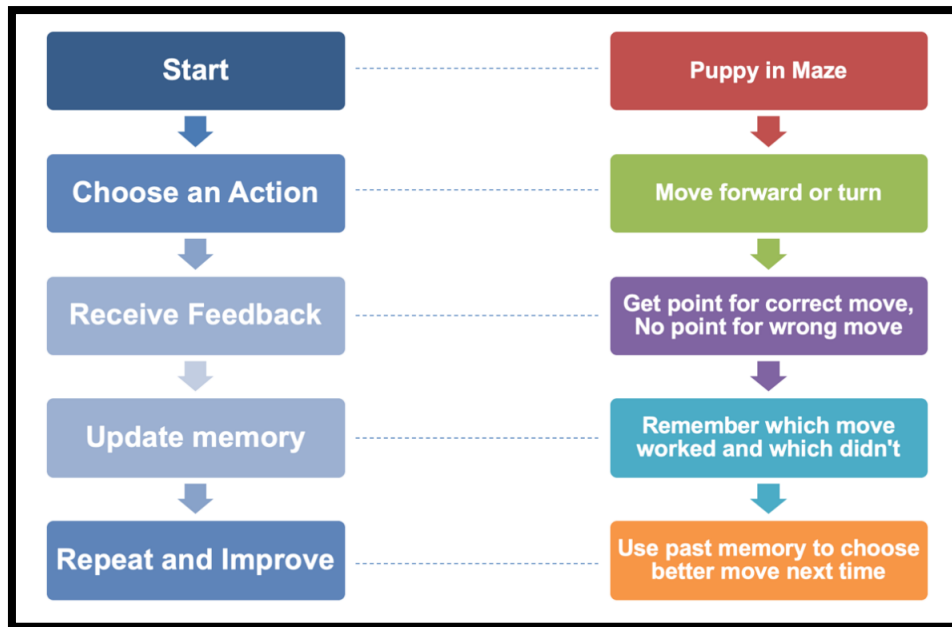 Start
Puppy in Maze
Choose an Action
Move forward or turn
Receive Feedback
Get point for correct move,
No point for wrong move
Update memory
Remember which move
worked and which didn't
Repeat and Improve
Use past memory to choose
better move next time